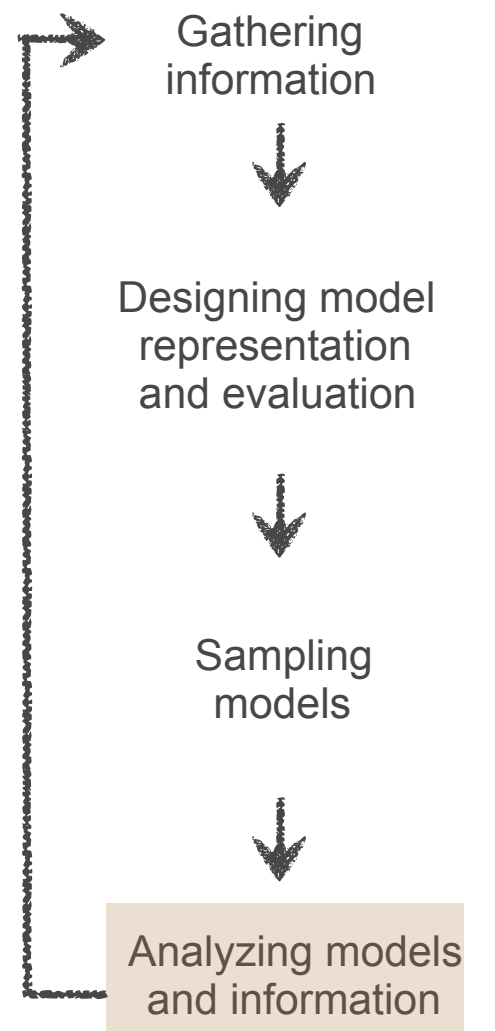 Gathering
information
Designing model
representation
and evaluation
Sampling
models
Analyzing models
and information